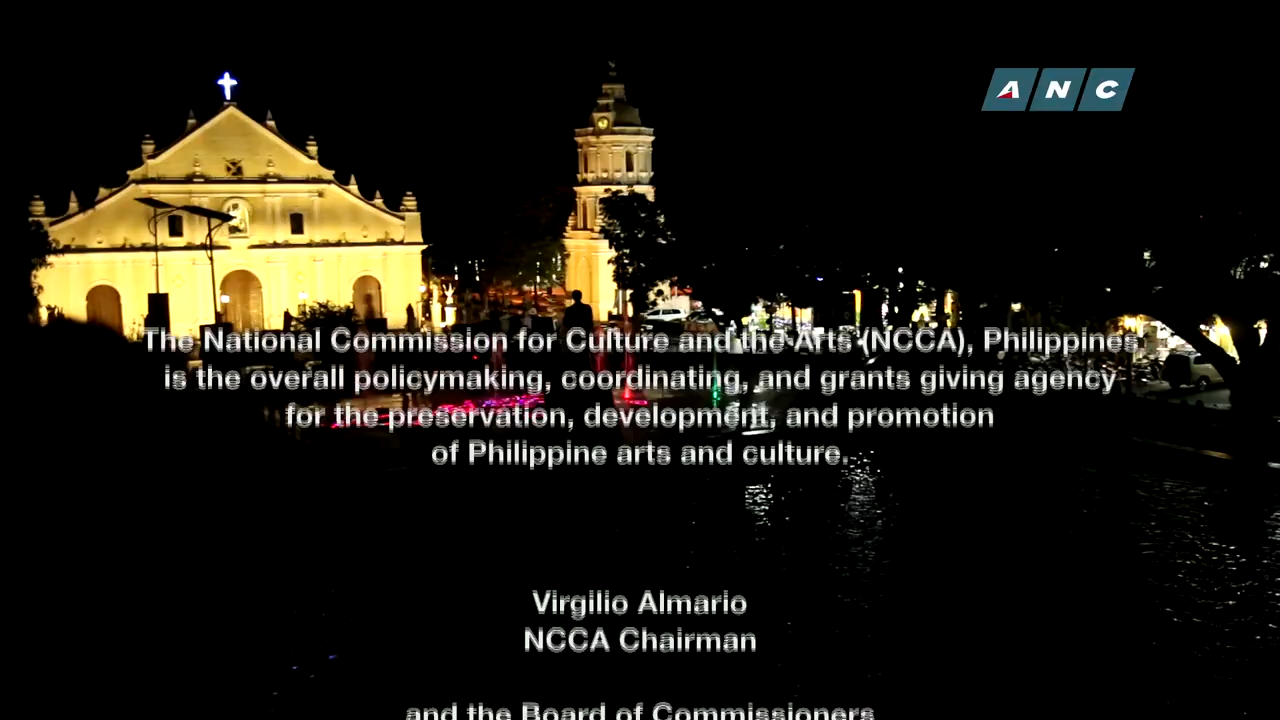 ANC
The National Commission for Culture and the Arts (NCCA), Philippines
is the overall policymaking, coordinating, and grants giving agency
for the preservation, development, and promotion
of Philippine arts and culture.
Virgilio Almario
NCCA Chairman
and the Board of Commissioners